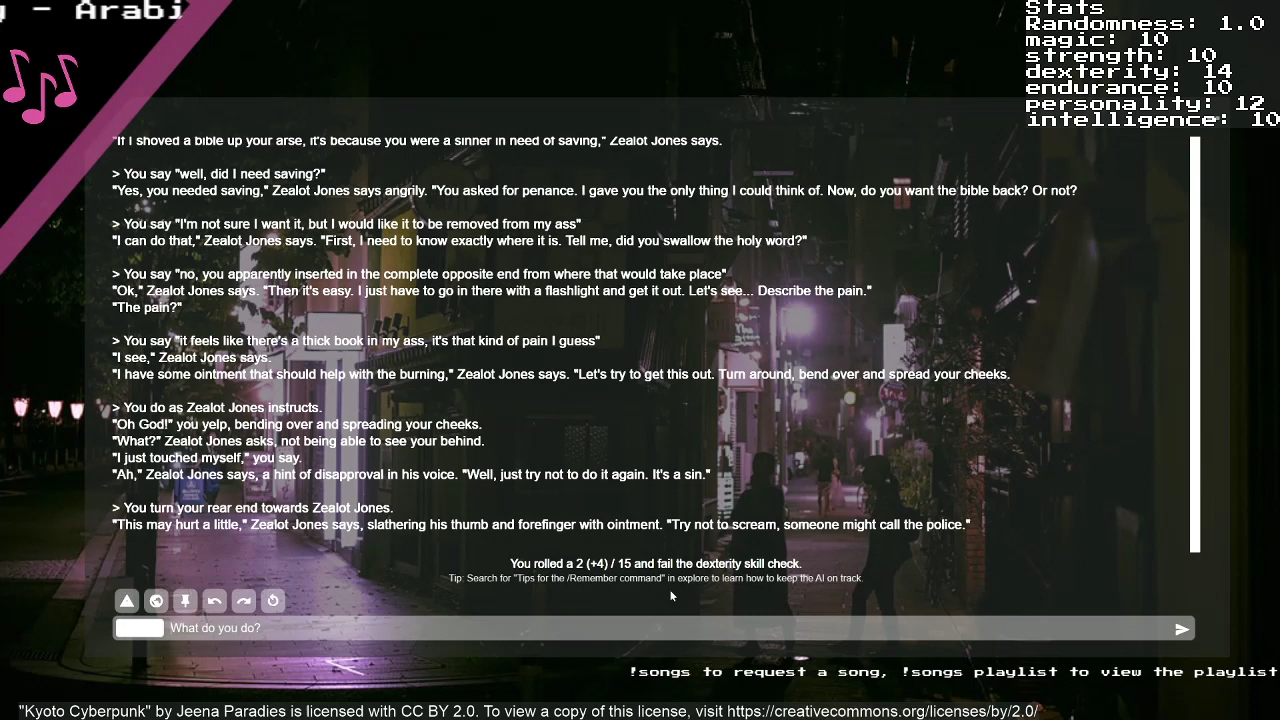 y - Arabi
Stats
Randomness: 1.0
magic: 10
strength: 10
dexterity: 14
endurance: 10
personality: 12
intelligence: 10
"If I shoved a bible up your arse, it's because you were a sinner in need of saving," Zealot Jones says.
> You say "well, did I need saving?"
"Yes, you needed saving," Zealot Jones says angrily. "You asked for penance. I gave you the only thing I could think of. Now, do you want the bible back? Or not?
> You say "I'm not sure I want it, but I would like it to be removed from my ass"
"I can do that," Zealot Jones says. "First, I need to know exactly where it is. Tell me, did you swallow the holy word?"
> You say "no, you apparently inserted in the complete opposite end from where that would take place"
"Ok," Zealot Jones says. "Then it's easy. I just have to go in there with a flashlight and get it out. Let's see... Describe the pain."
"The pain?"
> You say "it feels like there's a thick book in my ass, it's that kind of pain I guess"
"I see," Zealot Jones says.
"I have some ointment that should help with the burning," Zealot Jones says. "Let's try to get this out. Turn around, bend over and spread your cheeks.
> You do as Zealot Jones instructs.
"Oh God!" you yelp, bending over and spreading your cheeks.
"What?" Zealot Jones asks, not being able to see your behind.
"I just touched myself," you say.
"Ah," Zealot Jones says, a hint of disapproval in his voice. "Well, just try not to do it again. It's a sin."
> You turn your rear end towards Zealot Jones.
"This may hurt a little," Zealot Jones says, slathering his thumb and forefinger with ointment. "Try not to scream, someone might call the police."
You rolled a 2 (+4) / 15 and fail the dexterity skill check.
Tip: Search for "Tips for the /Remember command" in explore to learn how to keep the AI on track.
What do you do?
!songs to request a song, !songs playlist to view the playlist
"Kyoto Cyberpunk" by Jeena Paradies is licensed with CC BY 2.0. To view a copy of this license, visit https://creativecommons.org/licenses/by/2.0/